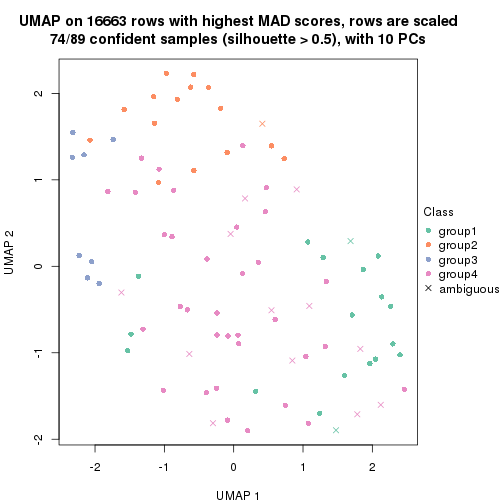 UMAP on 16663 rows with highest MAD scores, rows are scaled
74/89 confident samples (silhouette > 0.5), with 10 PCs
UMAP 2
2
1
0
-1
-2
-2
-1
0
1
2
UMAP 1
Class
group1
group2
group3
group4
ambiguous